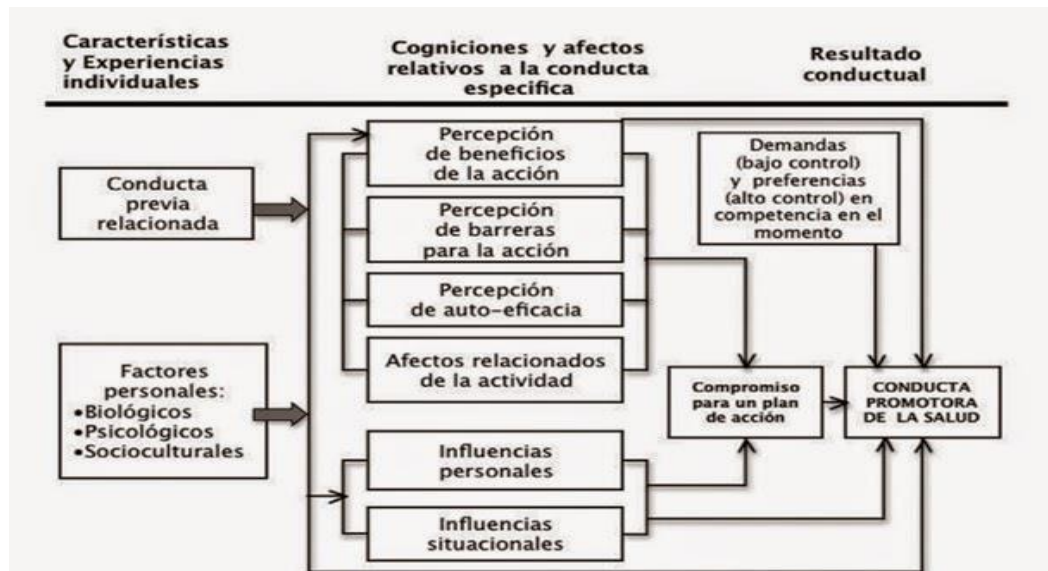 Características
y Experiencias
individuales
Cogniciones y afectos
relativos a la conducta
especifica
Resultado
conductual
Conducta
previa
relacionada
Factores
personales:
•Biológicos
•Psicológicos
•Socioculturales
Percepción
de beneficios
de la acción
Percepción
de barreras
para la acción
Percepción
de auto-eficacia
Afectos relacionados
de la actividad
Influencias
personales
Influencias
situacionales
Demandas
(bajo control)
y preferencias
(alto control) en
competencia en el
momento
Compromiso
para un plan
de acción
CONDUCTA
PROMOTORA
DE LA SALUD